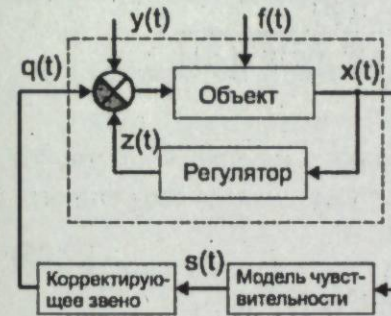 y(t)
f(t)
q(t)
x(t)
Объект
z(t)
Регулятор
s(t)
Корректирую-
щее звено
Модель чувст-
вительности